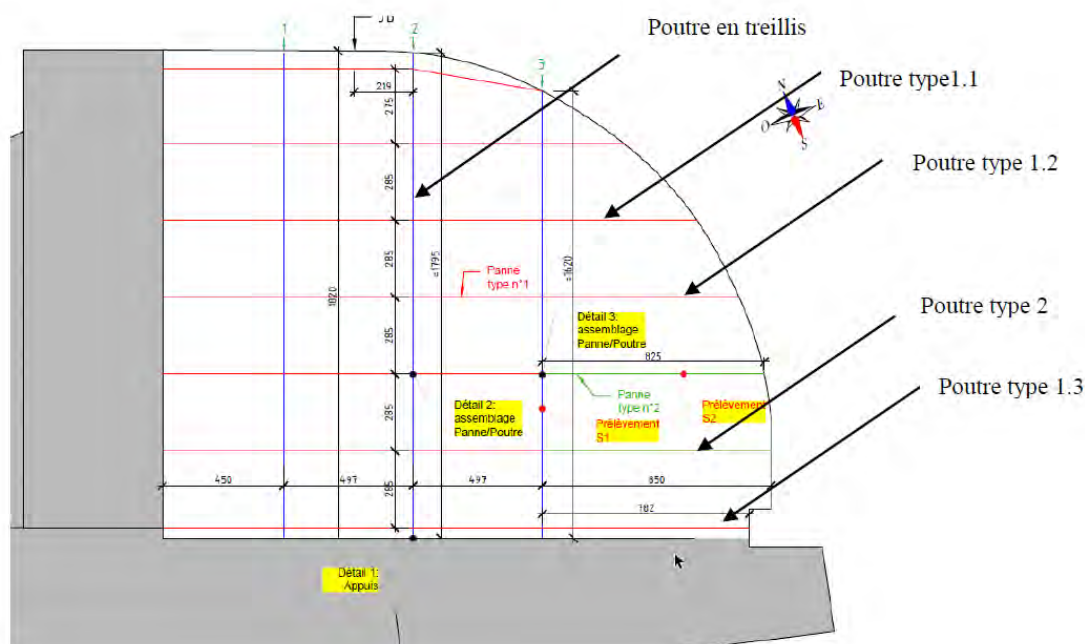 Poutre en treillis
1
JD
2
3
Poutre type1.1
N
E
O
S
219
275
Poutre type 1.2
285
285
1820
≈1795
≈1620
Panne
type n°1
285
285
Détail 3:
assemblage
Panne/Poutre
825
Poutre type 2
Poutre type 1.3
Panne
type n°2
285
Détail 2:
assemblage
Panne/Poutre
Prélèvement
S1
Prélèvement
S2
450
497
497
850
285
782
Détail 1:
Appuis